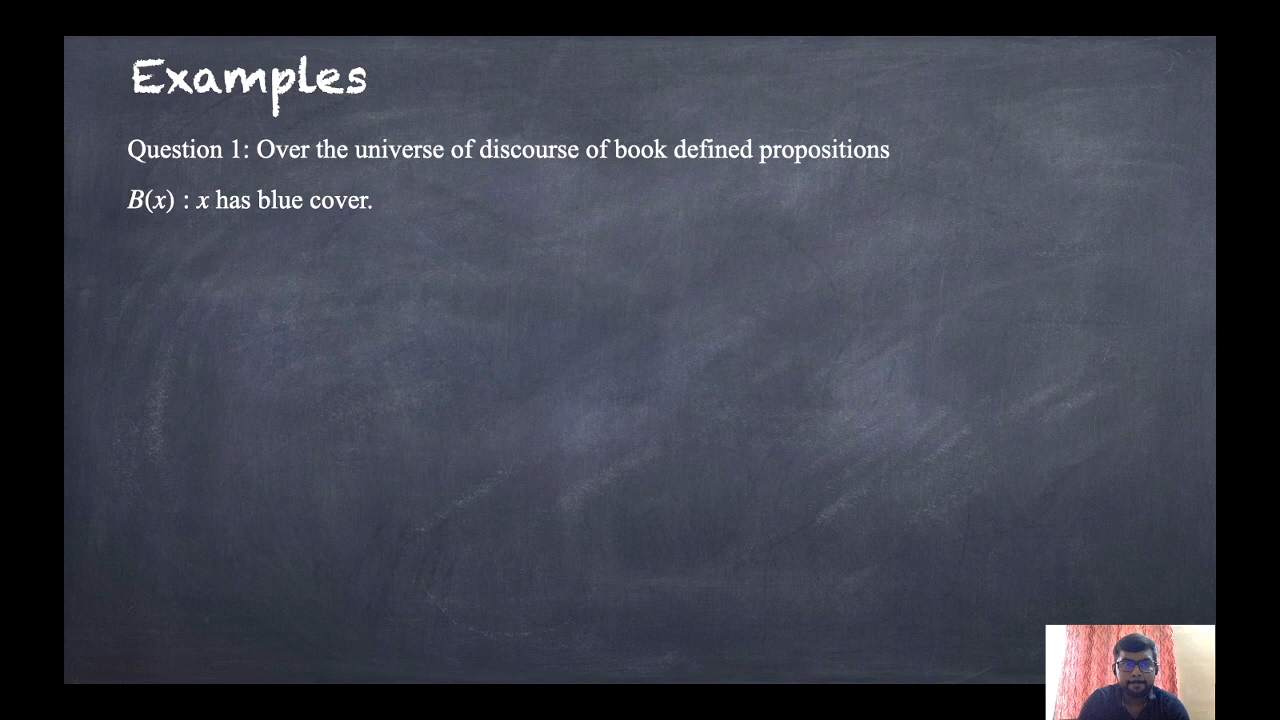 Examples
Question 1: Over the universe of discourse of book defined propositions
B(x) : x has blue cover.